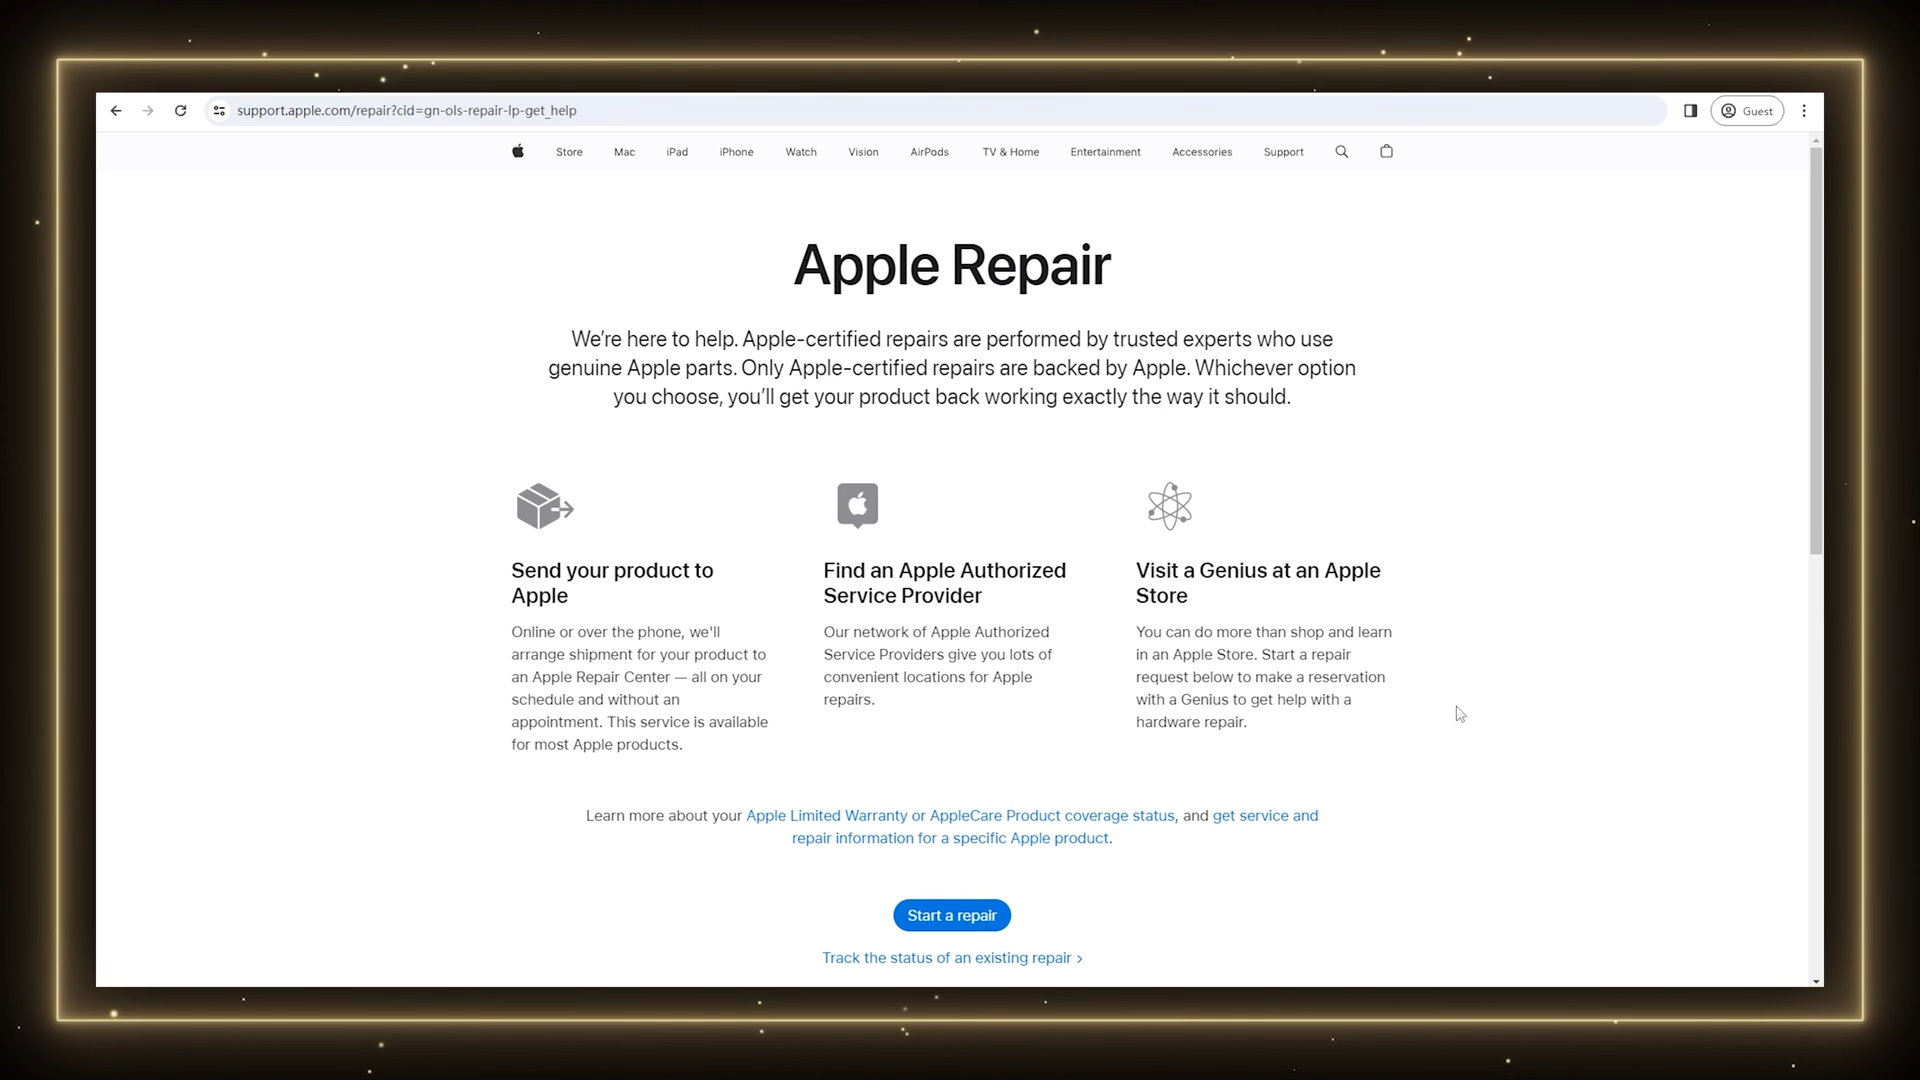 support.apple.com/repair?cid=gn-ols-repair-lp-get_help
Guest
Store Mac iPad iPhone Watch Vision AirPods TV & Home Entertainment Accessories Support
Apple Repair
We're here to help. Apple-certified repairs are performed by trusted experts who use
genuine Apple parts. Only Apple-certified repairs are backed by Apple. Whichever option
you choose, you'll get your product back working exactly the way it should.
Send your product to
Apple
Online or over the phone, we'll
arrange shipment for your product to
an Apple Repair Center — all on your
schedule and without an
appointment. This service is available
for most Apple products.
Find an Apple Authorized
Service Provider
Our network of Apple Authorized
Service Providers give you lots of
convenient locations for Apple
repairs.
Visit a Genius at an Apple
Store
You can do more than shop and learn
in an Apple Store. Start a repair
request below to make a reservation
with a Genius to get help with a
hardware repair.
Learn more about your Apple Limited Warranty or AppleCare Product coverage status, and get service and
repair information for a specific Apple product.
Start a repair
Track the status of an existing repair >